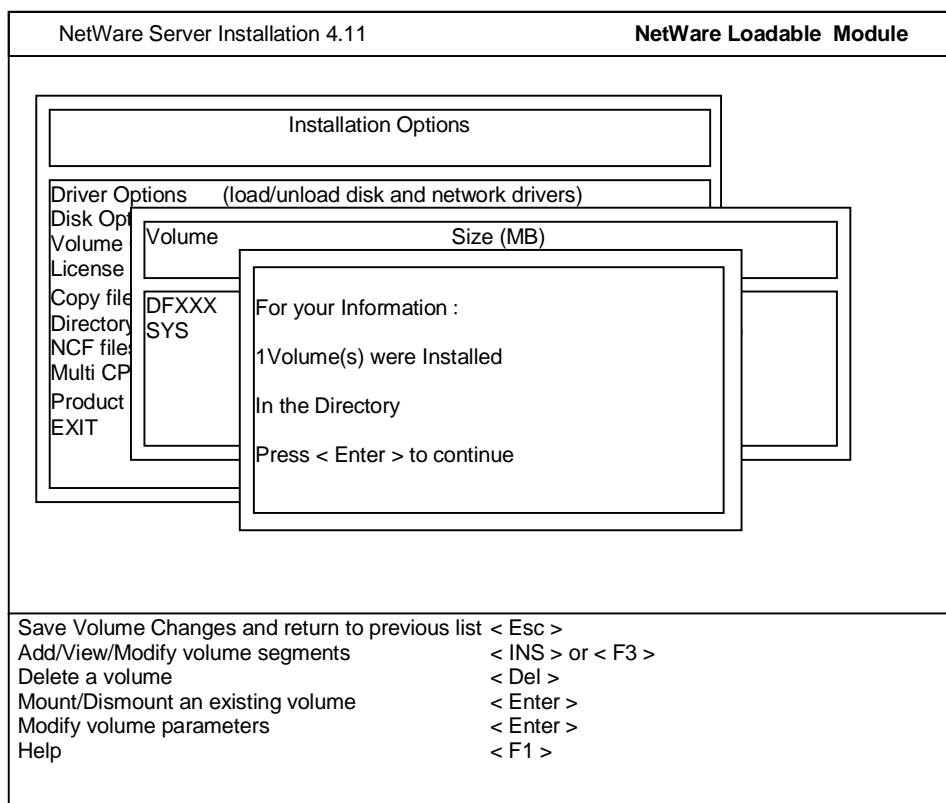 NetWare Server Installation 4.11 NetWare Loadable Module
Installation Options
Driver Options (load/unload disk and network drivers)
Disk Opt
Volume
License
Copy file
Directory
NCF files
Multi CP
Product
EXIT
Volume Size (MB)
DFXXX
SYS
For your Information :
1Volume(s) were Installed
In the Directory
Press < Enter > to continue
Save Volume Changes and return to previous list < Esc >
Add/View/Modify volume segments < INS > or < F3 >
Delete a volume < Del >
Mount/Dismount an existing volume < Enter >
Modify volume parameters < Enter >
Help < F1 >